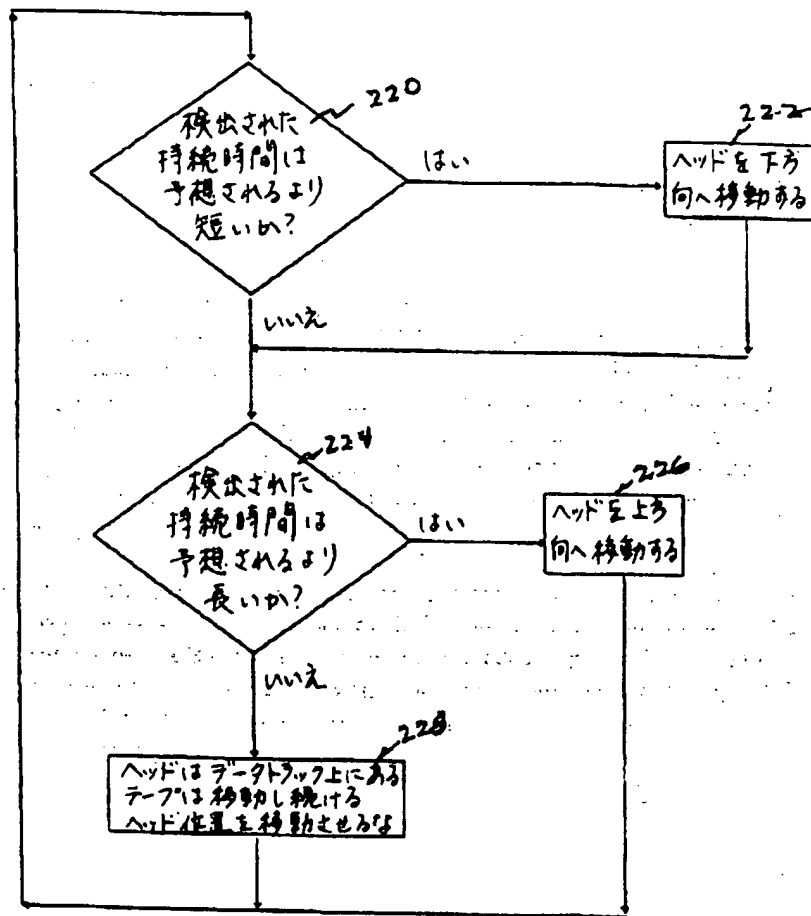 220
検出された
持続時間は
予想されるより
短いか?
はい
222
ヘッドを下方
向へ移動する
いいえ
224
検出された
持続時間は
予想されるより
長いか?
はい
226
ヘッドを上方
向へ移動する
いいえ
228
ヘッドはデータトラック上にある
テープは移動し続ける
ヘッド位置を移動させるな